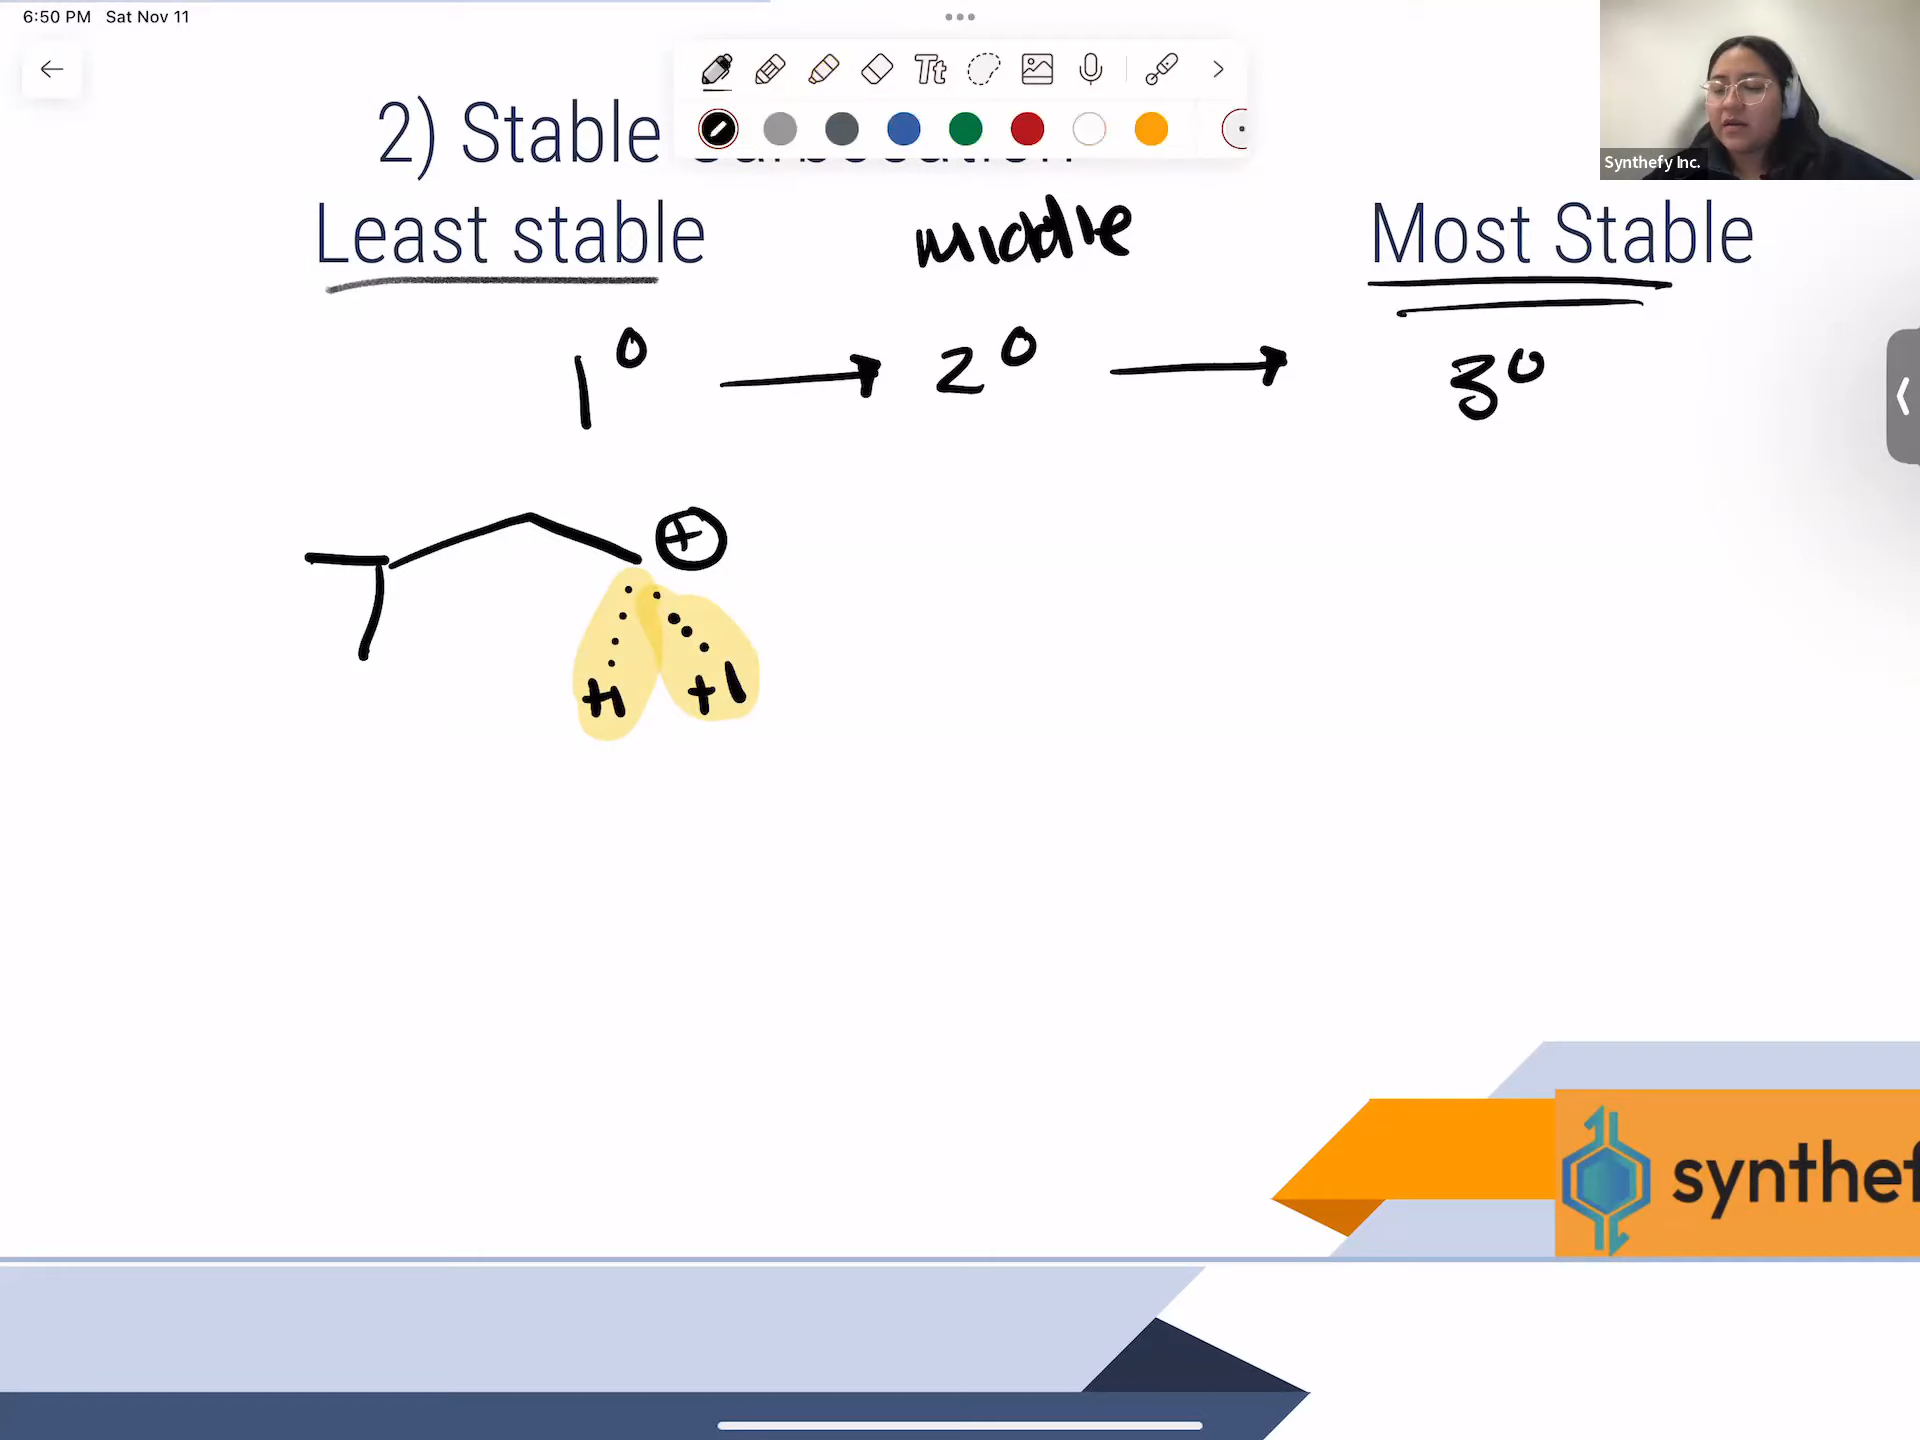 6:50 PM Sat Nov 11
Tt
2) Stable
Synthefy Inc.
Least stable middle Most Stable
1° → 2° → 3°
+
+1 +1
synthef